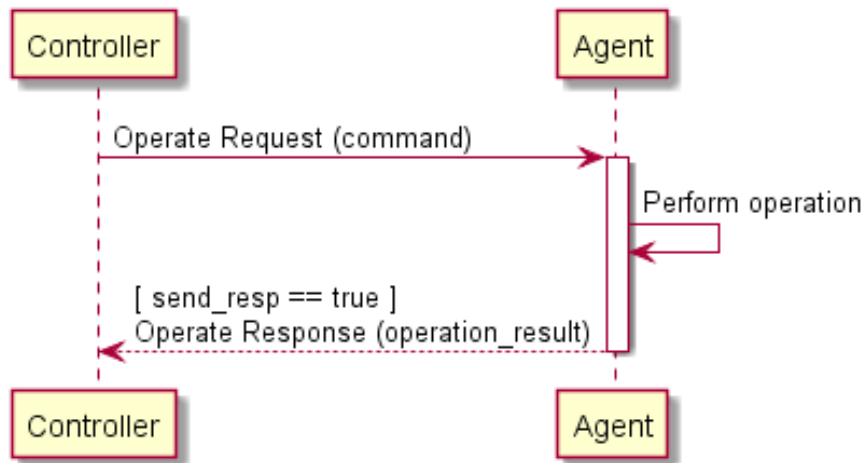 Controller
Agent
Operate Request (command)
Perform operation
[ send_resp == true ]
Operate Response (operation_result)
Controller
Agent